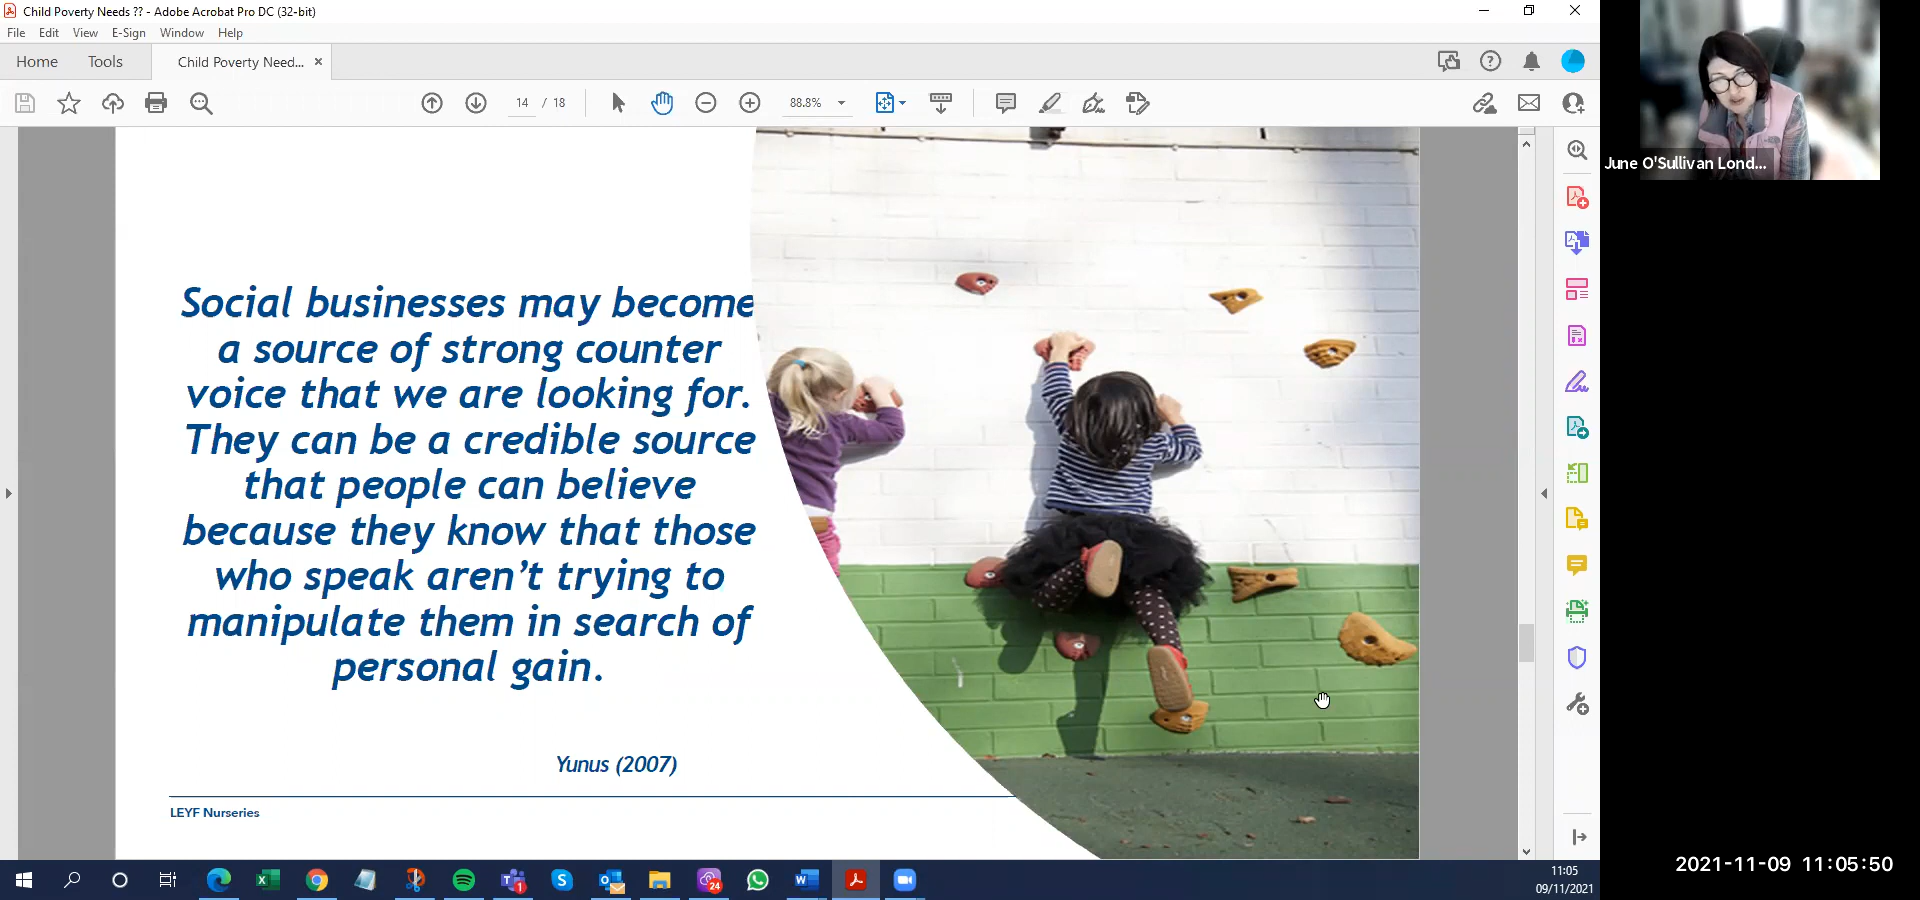 Child Poverty Needs ?? - Adobe Acrobat Pro DC (32-bit)
File Edit View E-Sign Window Help
Home Tools Child Poverty Need... ×
14 / 18 88.8%
June O'Sullivan Lond...
Social businesses may become
a source of strong counter
voice that we are looking for.
They can be a credible source
that people can believe
because they know that those
who speak aren’t trying to
manipulate them in search of
personal gain.
Yunus (2007)
LEYF Nurseries
24
1
11:05
09/11/2021
2021-11-09 11:05:50